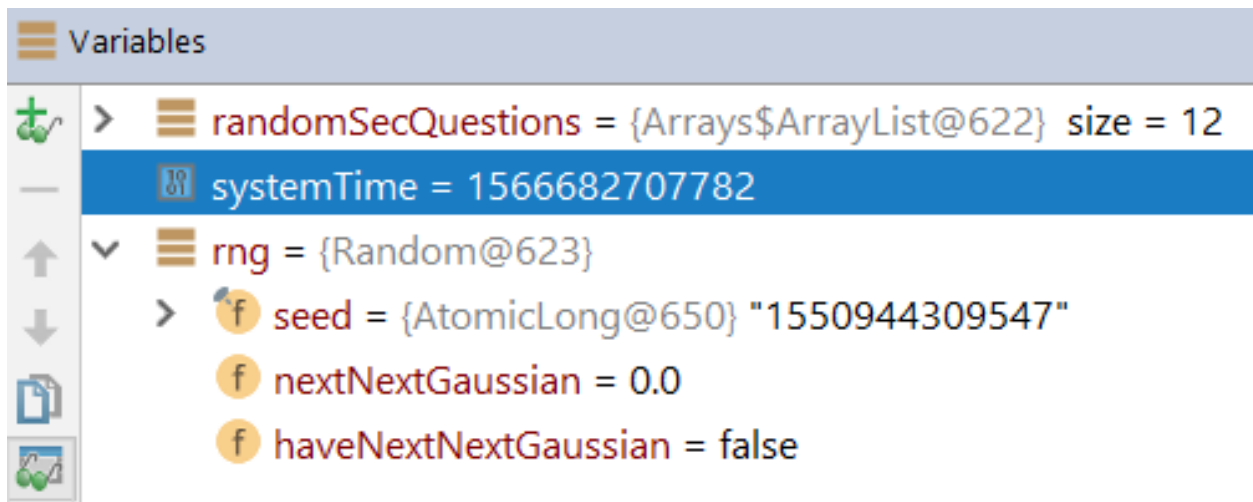 Variables
randomSecQuestions = {Arrays$ArrayList@622} size = 12
systemTime = 1566682707782
rng = {Random@623}
seed = {AtomicLong@650} "1550944309547"
nextNextGaussian = 0.0
haveNextNextGaussian = false